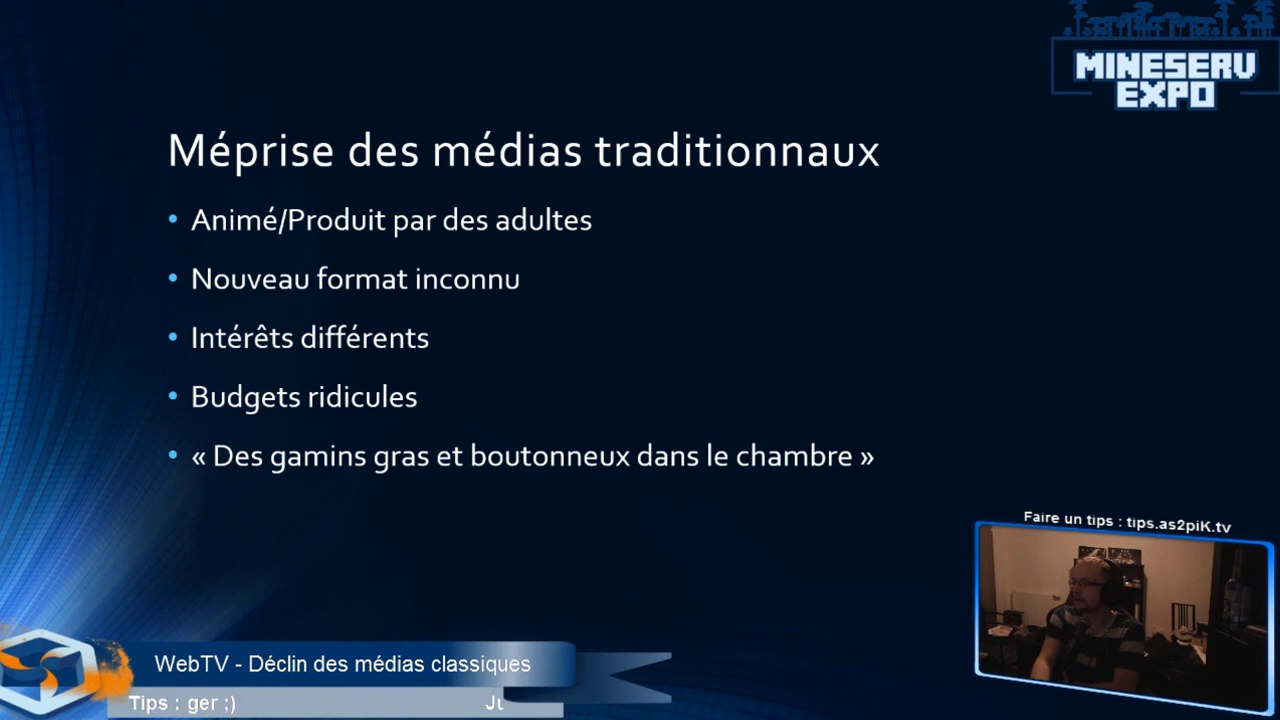 MINESERV
EXPO
Méprise des médias traditionnaux
• Animé/Produit par des adultes
• Nouveau format inconnu
• Intérêts différents
• Budgets ridicules
• « Des gamins gras et boutonneux dans le chambre »
Faire un tips : tips.as2piK.tv
WebTV - Déclin des médias classiques
Tips : ger ;)